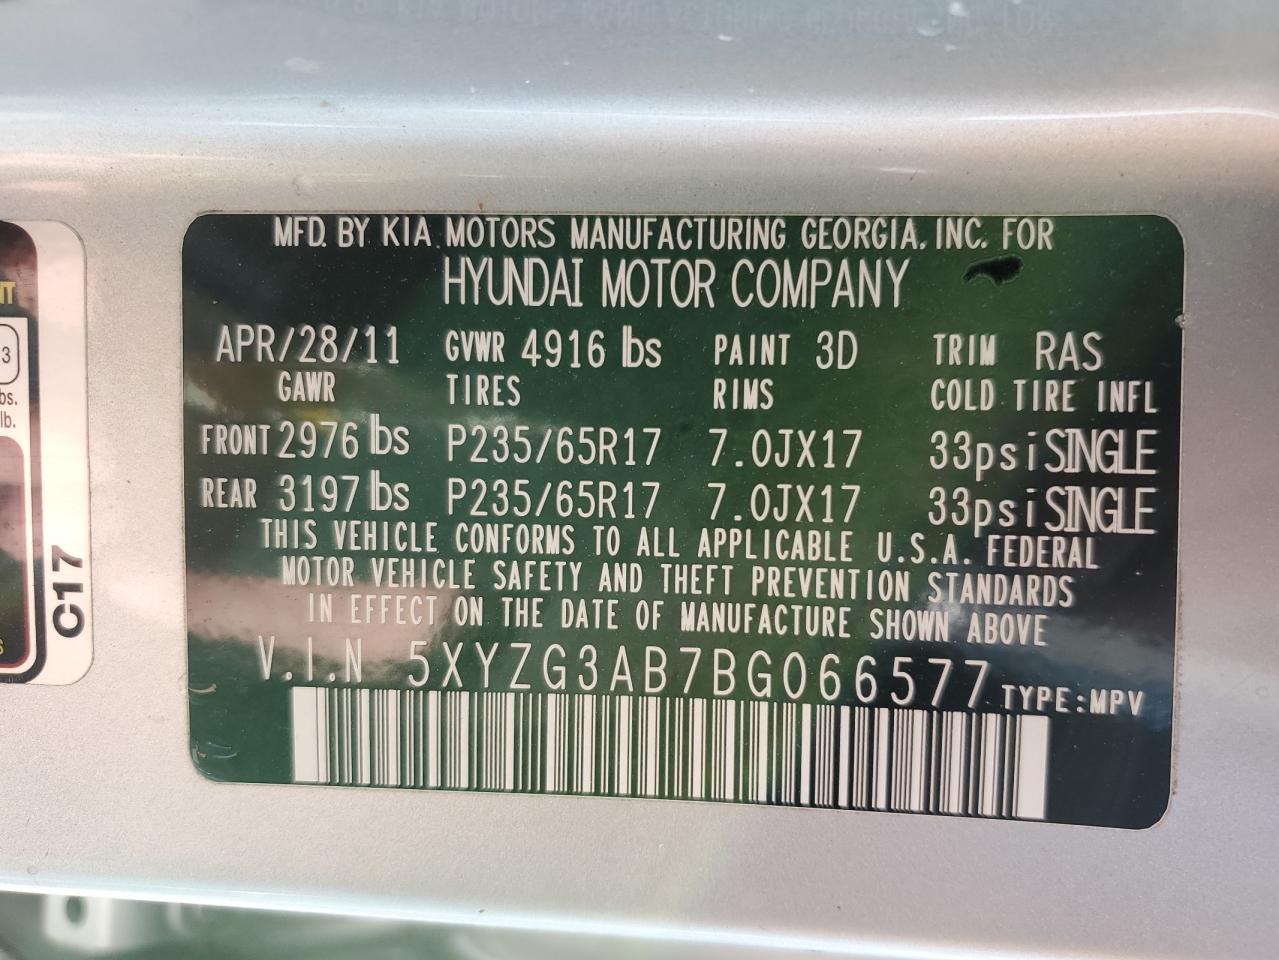 MFD. BY KIA MOTORS MANUFACTURING GEORGIA, INC. FOR
HYUNDAI MOTOR COMPANY
APR/28/11 GVWR 4916 lbs PAINT 3D TRIM RAS
GAWR TIRES RIMS COLD TIRE INFL
FRONT 2976 lbs P235/65R17 7.0JX17 33psi SINGLE
REAR 3197 lbs P235/65R17 7.0JX17 33psi SINGLE
THIS VEHICLE CONFORMS TO ALL APPLICABLE U.S.A. FEDERAL
MOTOR VEHICLE SAFETY AND THEFT PREVENTION STANDARDS
IN EFFECT ON THE DATE OF MANUFACTURE SHOWN ABOVE
V.I.N 5XYZG3AB7BG066577 TYPE:MPV
3
lb.
C17